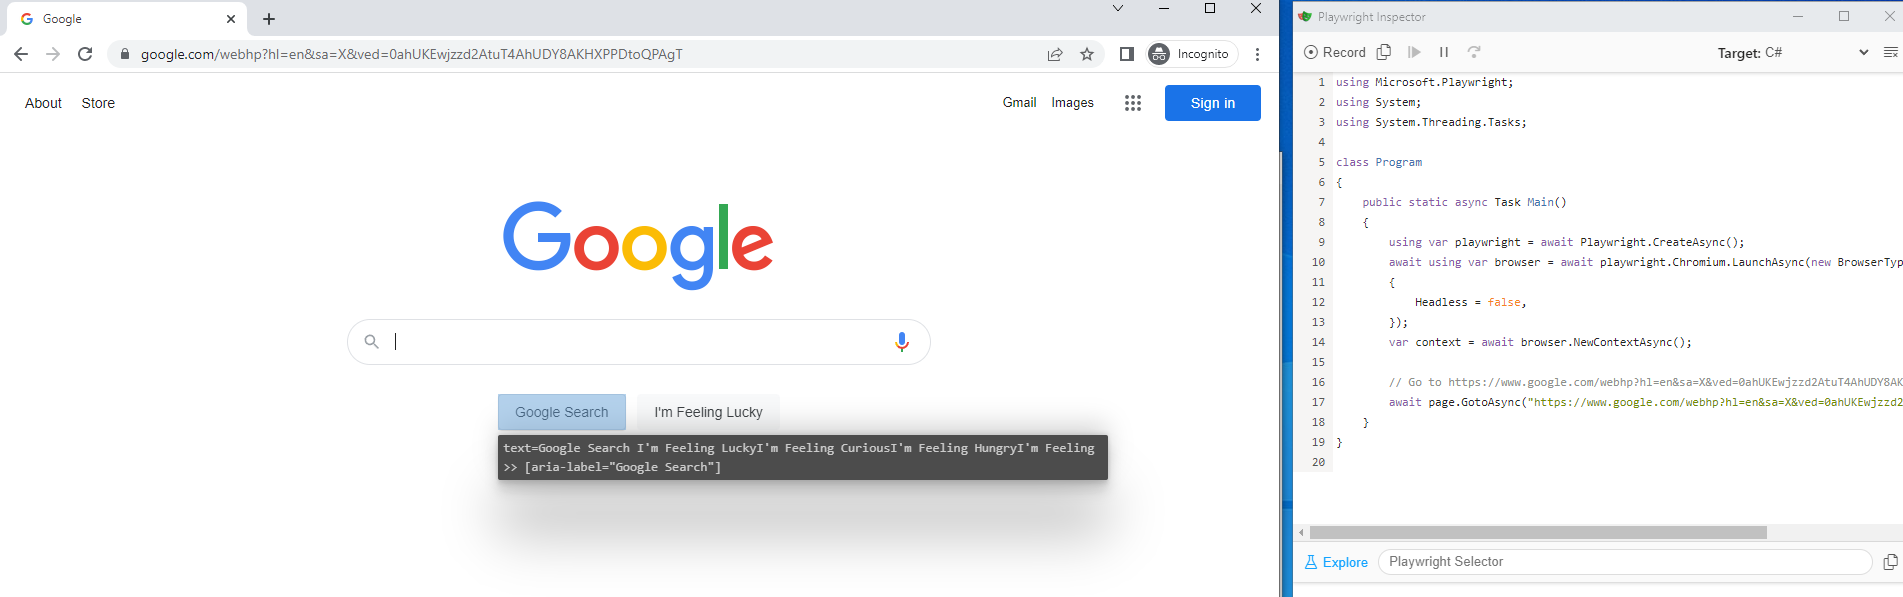 Google
google.com/webhp?hl=en&sa=X&ved=0ahUKEwjzzd2AtuT4AhUDY8AKHXPPDtoQPAgT
Incognito
About Store
Gmail Images
Sign in
Google
Google Search I'm Feeling Lucky
text=Google Search I'm Feeling LuckyI'm Feeling CuriousI'm Feeling HungryI'm Feeling
>> [aria-label="Google Search"]
Playwright Inspector
Record
Target: C#
1 using Microsoft.Playwright;
2 using System;
3 using System.Threading.Tasks;
4
5 class Program
6 {
7 public static async Task Main()
8 {
9 using var playwright = await Playwright.CreateAsync();
10 await using var browser = await playwright.Chromium.LaunchAsync(new BrowserTyp
11 {
12 Headless = false,
13 });
14 var context = await browser.NewContextAsync();
15
16 // Go to https://www.google.com/webhp?hl=en&sa=X&ved=0ahUKEwjzzd2AtuT4AhUDY8AK
17 await page.GotoAsync("https://www.google.com/webhp?hl=en&sa=X&ved=0ahUKEwjzzd2
18 }
19 }
20
Explore
Playwright Selector